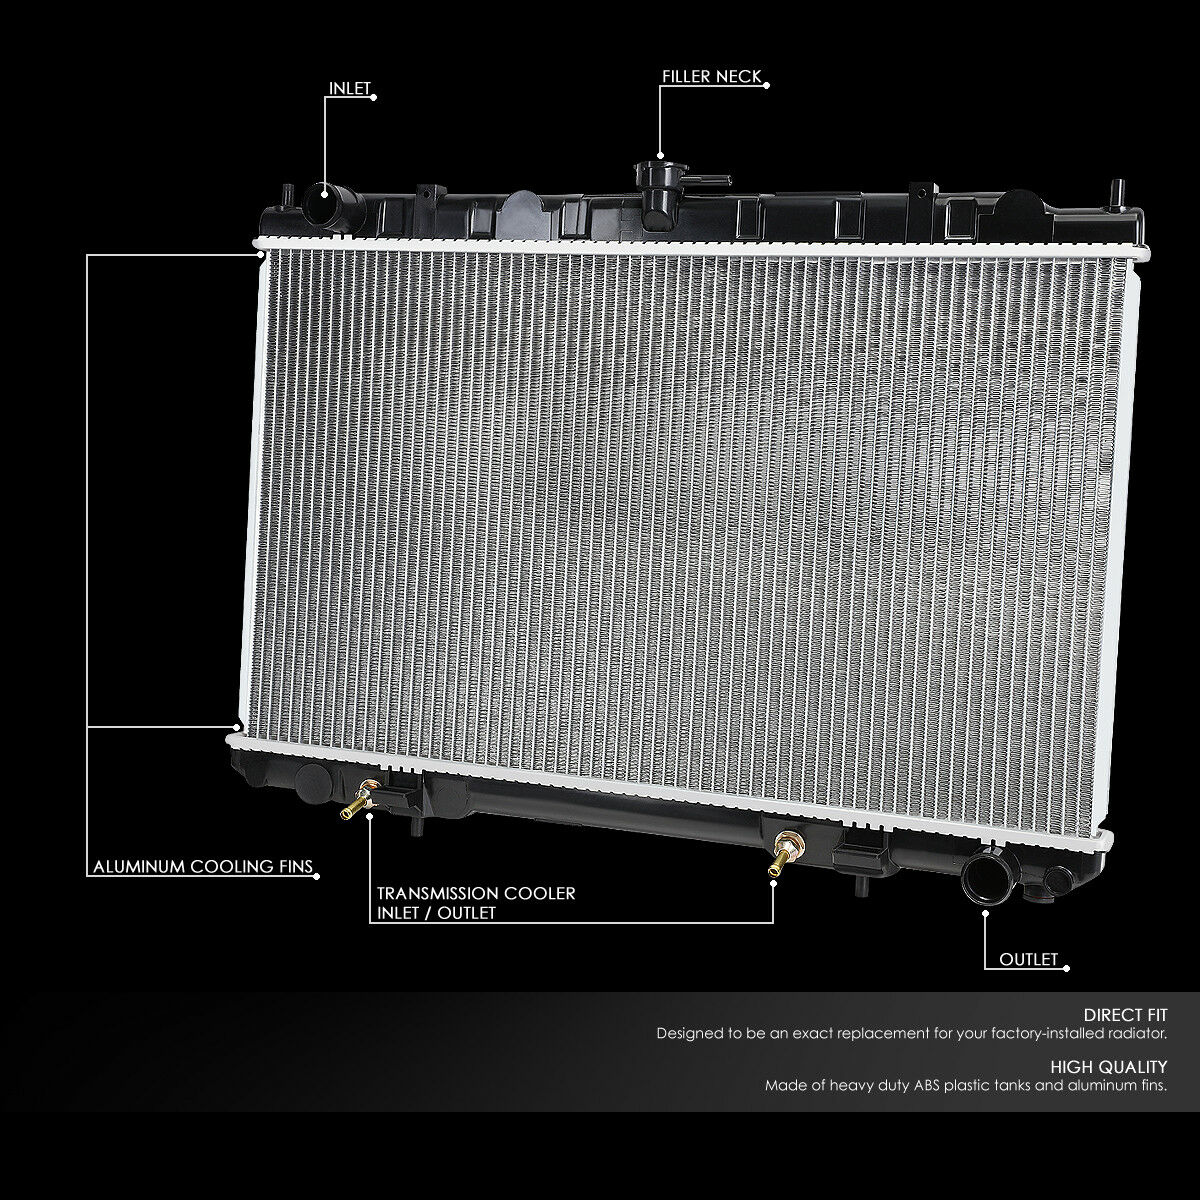 INLET
FILLER NECK
ALUMINUM COOLING FINS
TRANSMISSION COOLER
INLET / OUTLET
OUTLET
DIRECT FIT
Designed to be an exact replacement for your factory-installed radiator.
HIGH QUALITY
Made of heavy duty ABS plastic tanks and aluminum fins.